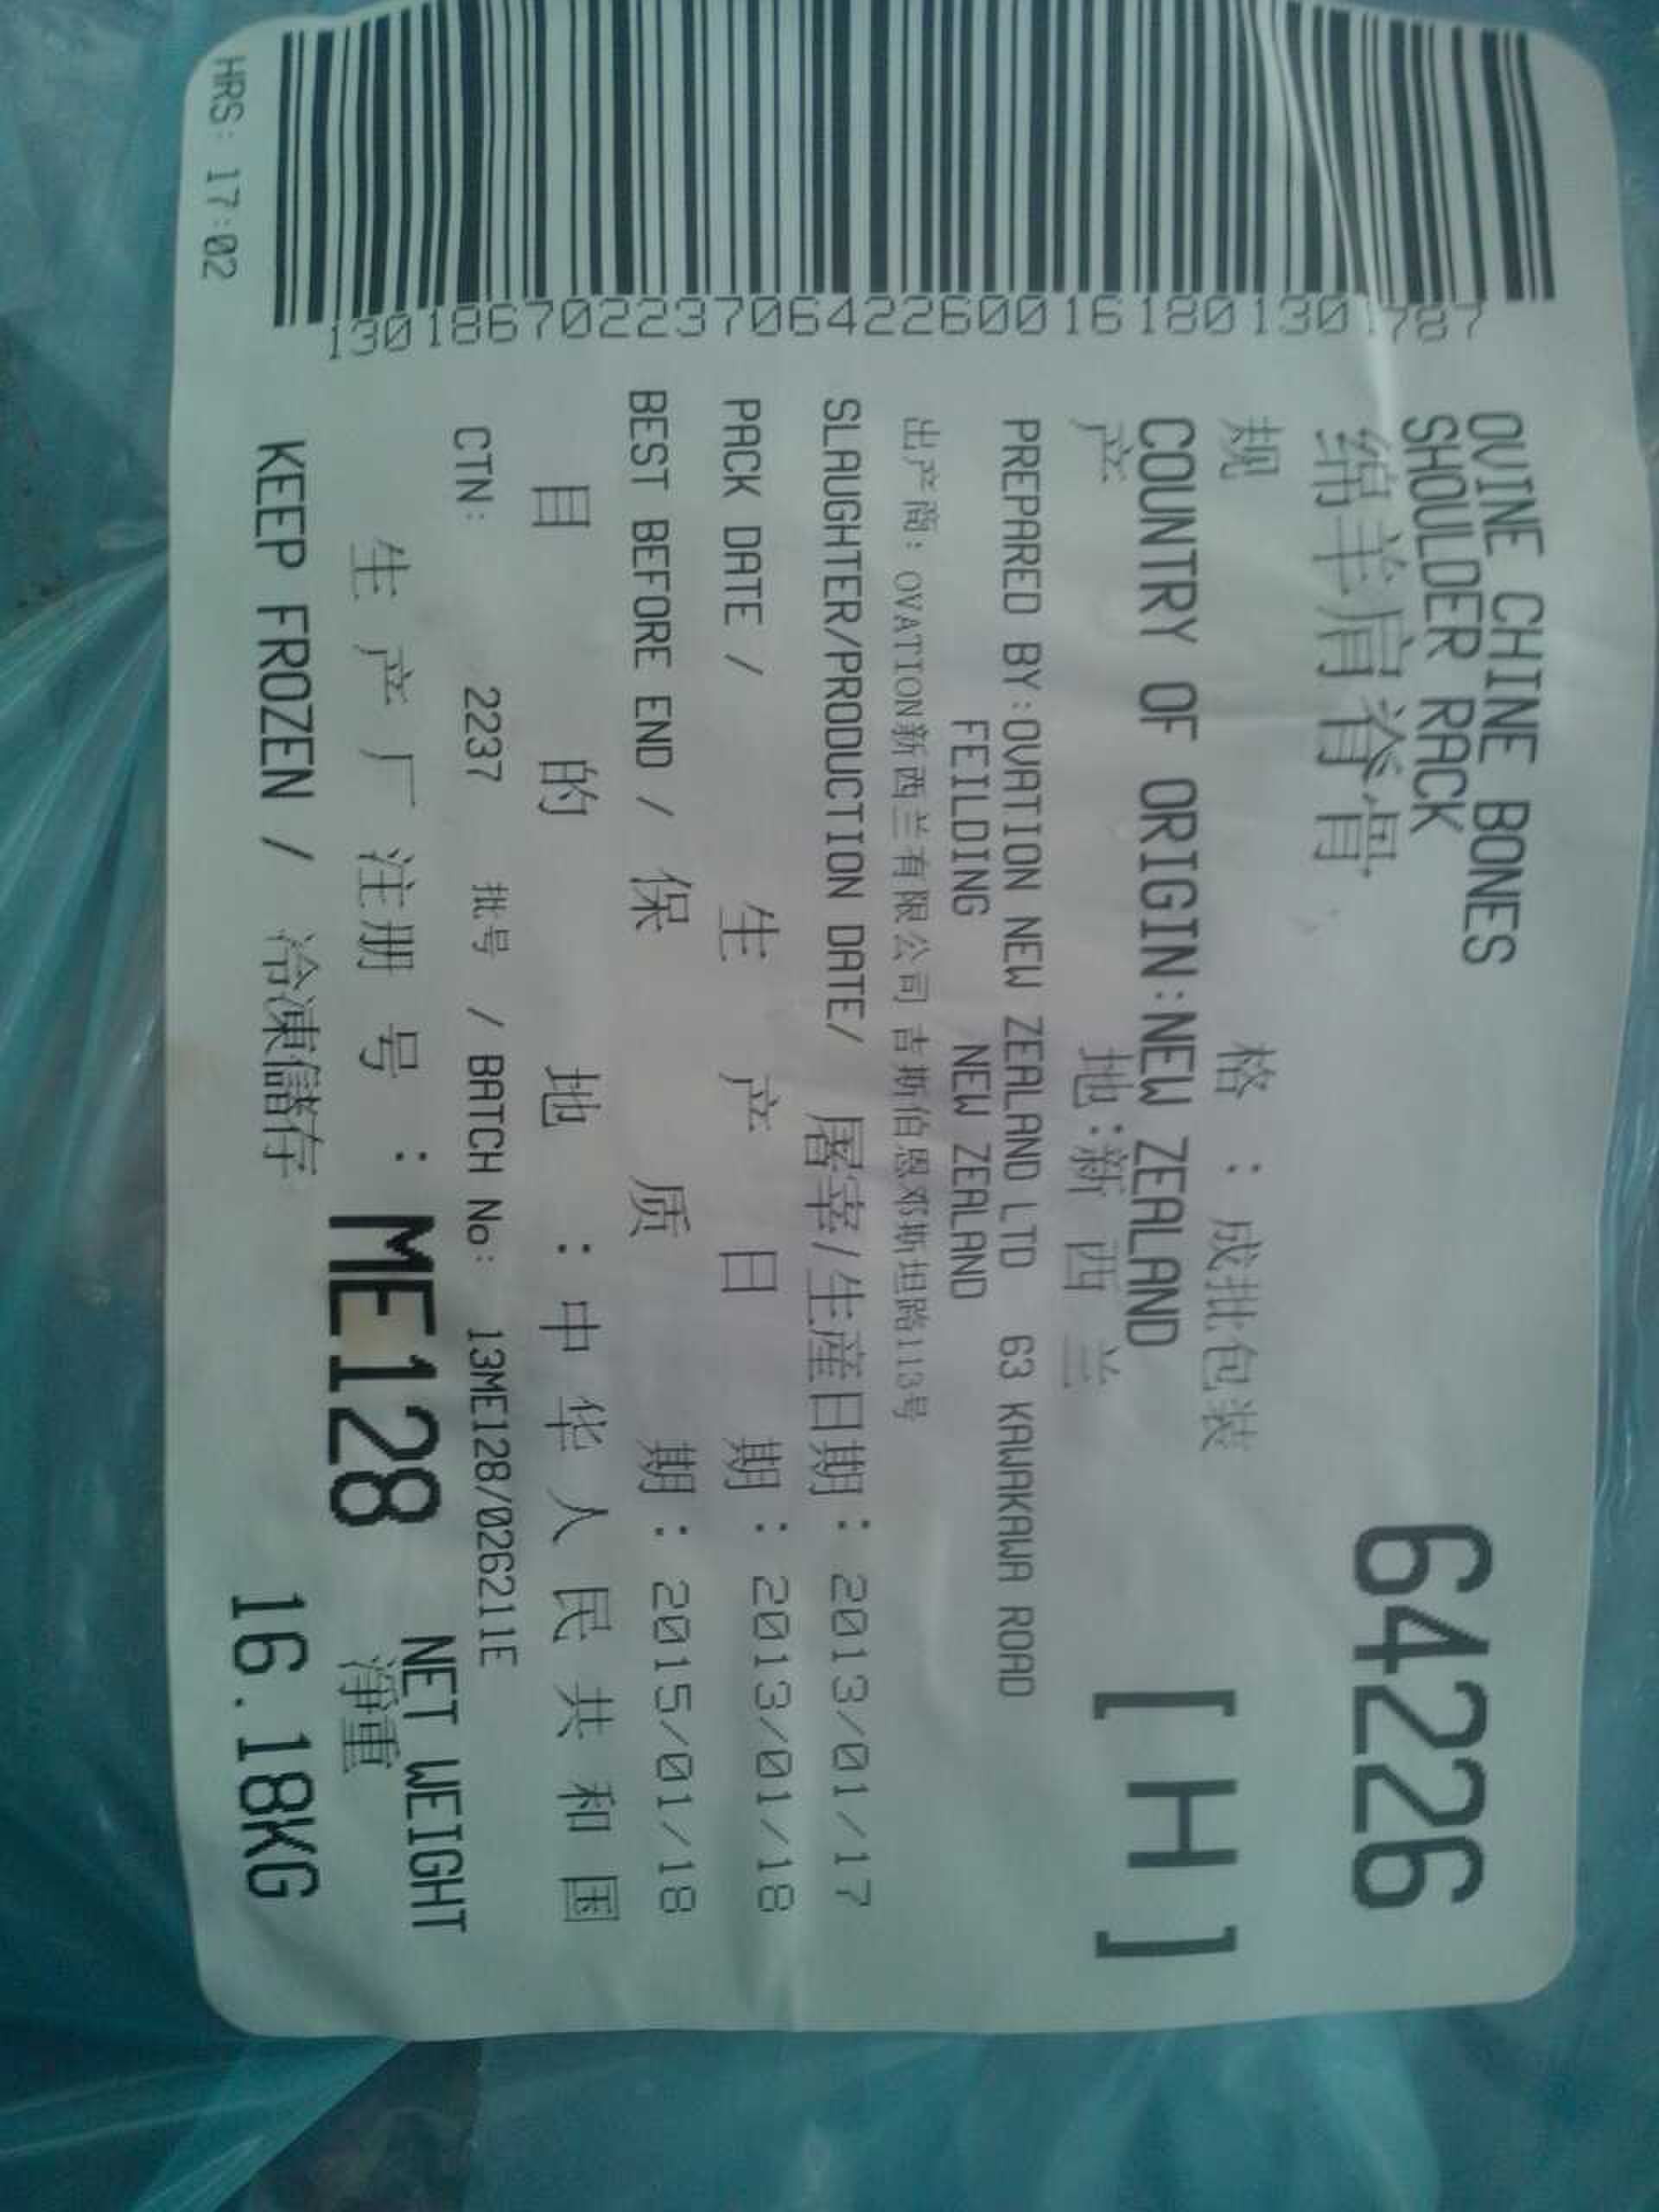 OVINE CHINE BONES
SHOULDER RACK
64226
绵羊肩脊骨
规 格 : 成批包装
COUNTRY OF ORIGIN:NEW ZEALAND
[H]
产 地:新 西 兰
PREPARED BY:OVATION NEW ZEALAND LTD 63 KAWAKAWA ROAD
FEILDING NEW ZEALAND
出产商: OVATION新西兰有限公司 吉斯伯恩邓斯坦路113号
SLAUGHTER/PRODUCTION DATE/ 屠宰/生産日期: 2013/01/17
PACK DATE / 生 产 日 期: 2013/01/18
BEST BEFORE END / 保 质 期: 2015/01/18
目 的 地 : 中 华 人 民 共 和 国
CTN: 2237 批号 / BATCH No: 13ME128/026211E
生 产 厂 注 册 号 : ME128
NET WEIGHT
淨重
KEEP FROZEN / 冷凍儲存
16.18KG
HRS: 17:02